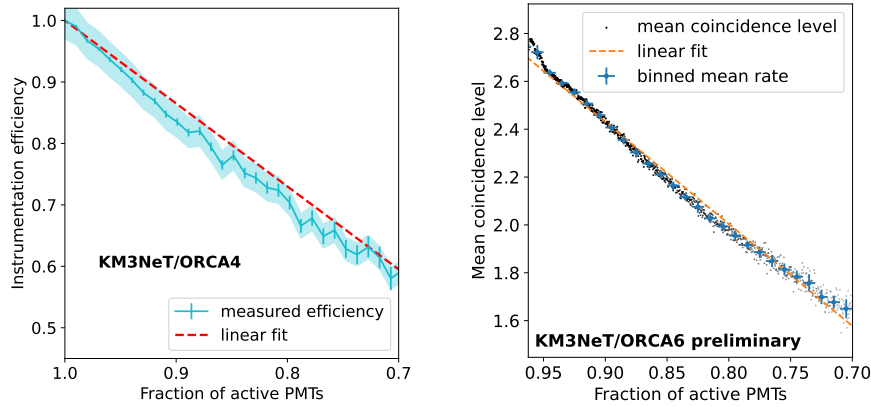 1.0
0.9
0.8
0.7
0.6
0.5
Instrumentation efficiency
KM3NeT/ORCA4
measured efficiency
linear fit
1.0
0.9
0.8
0.7
Fraction of active PMTs
2.8
2.6
2.4
2.2
2.0
1.8
1.6
Mean coincidence level
mean coincidence level
linear fit
binned mean rate
KM3NeT/ORCA6 preliminary
0.95
0.90
0.85
0.80
0.75
0.70
Fraction of active PMTs